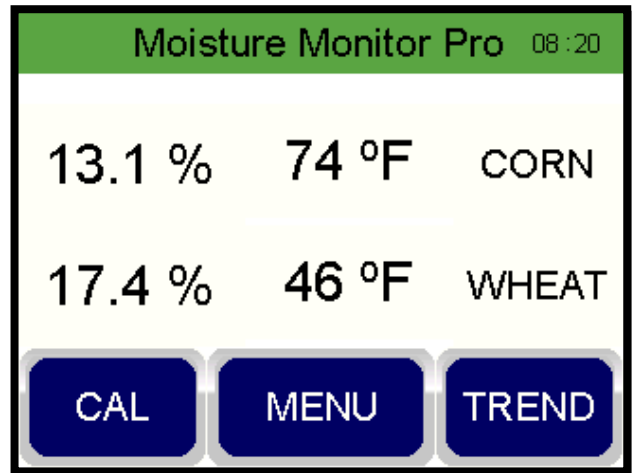 Moisture Monitor Pro 08:20
13.1 % 74 ºF CORN
17.4 % 46 ºF WHEAT
CAL MENU TREND